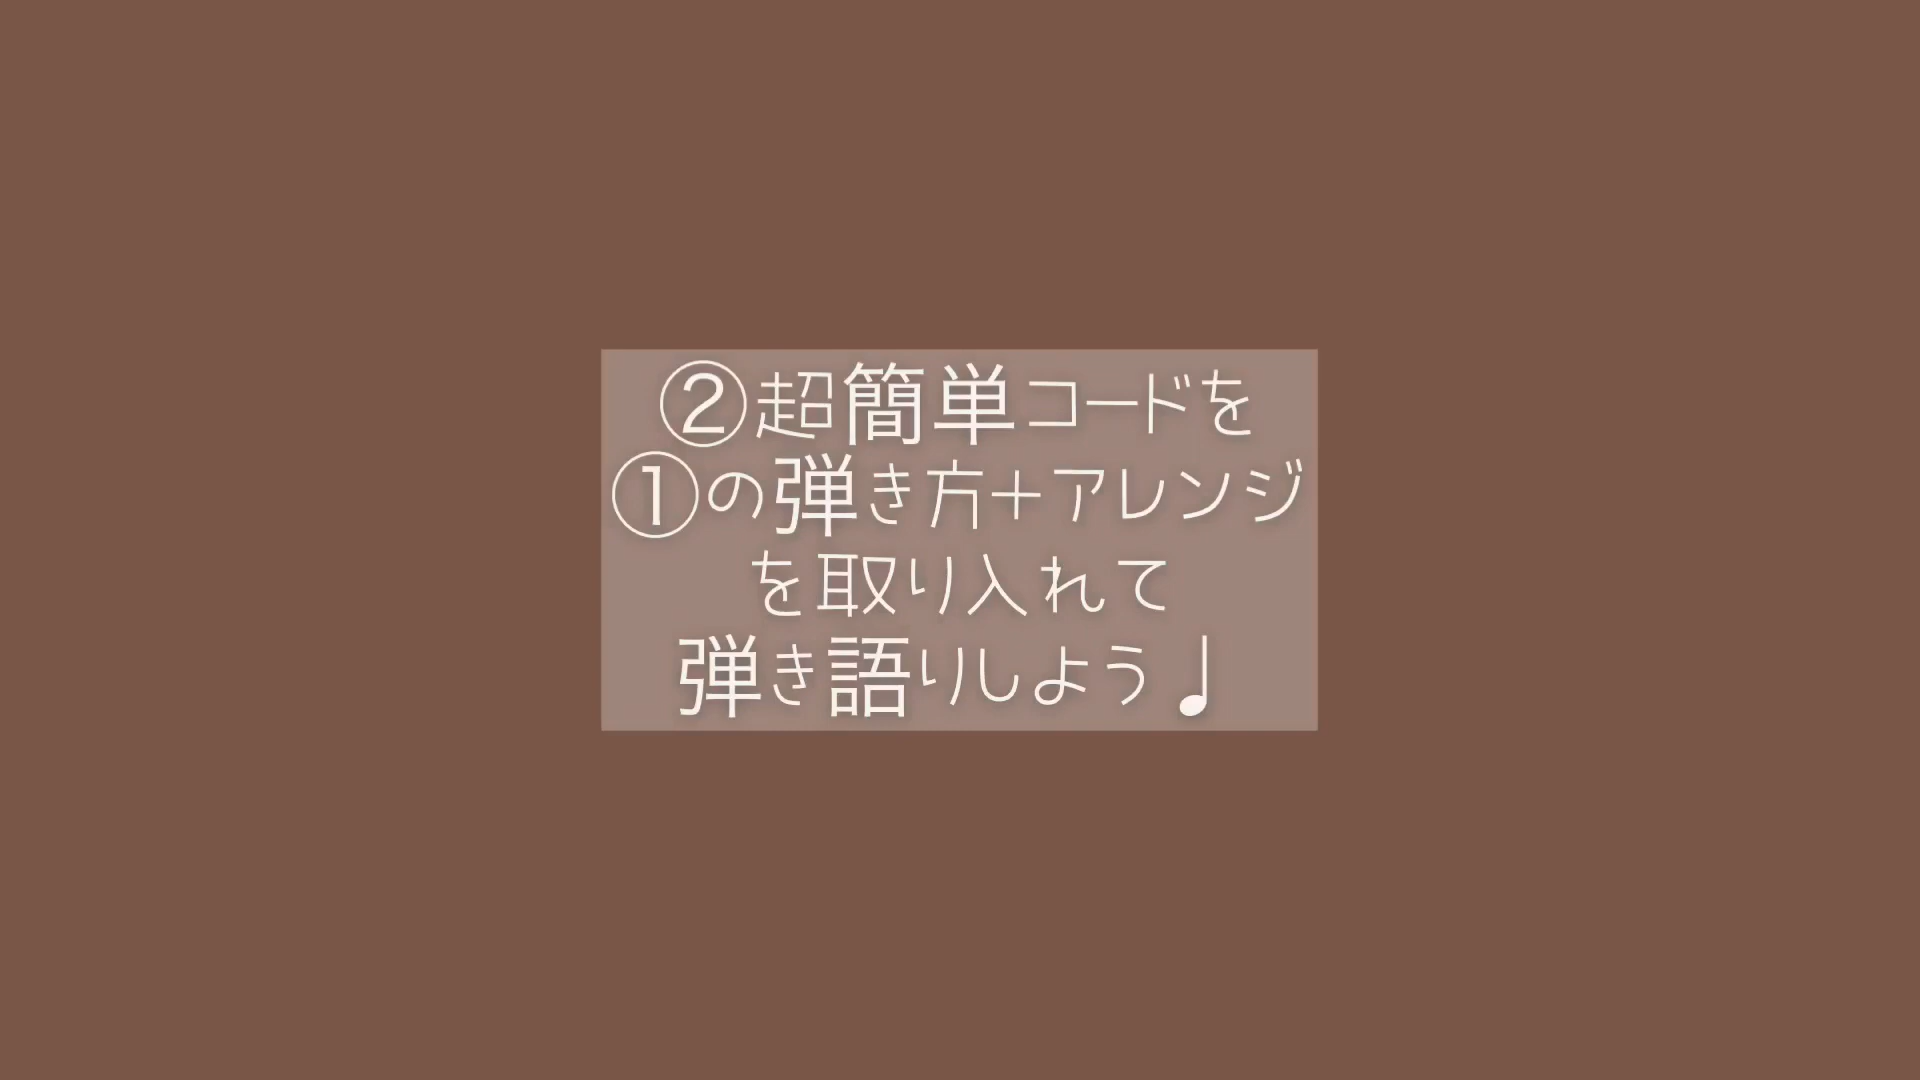 ②超簡単コードを
①の弾き方+アレンジ
を取り入れて
弾き語りしよう♩